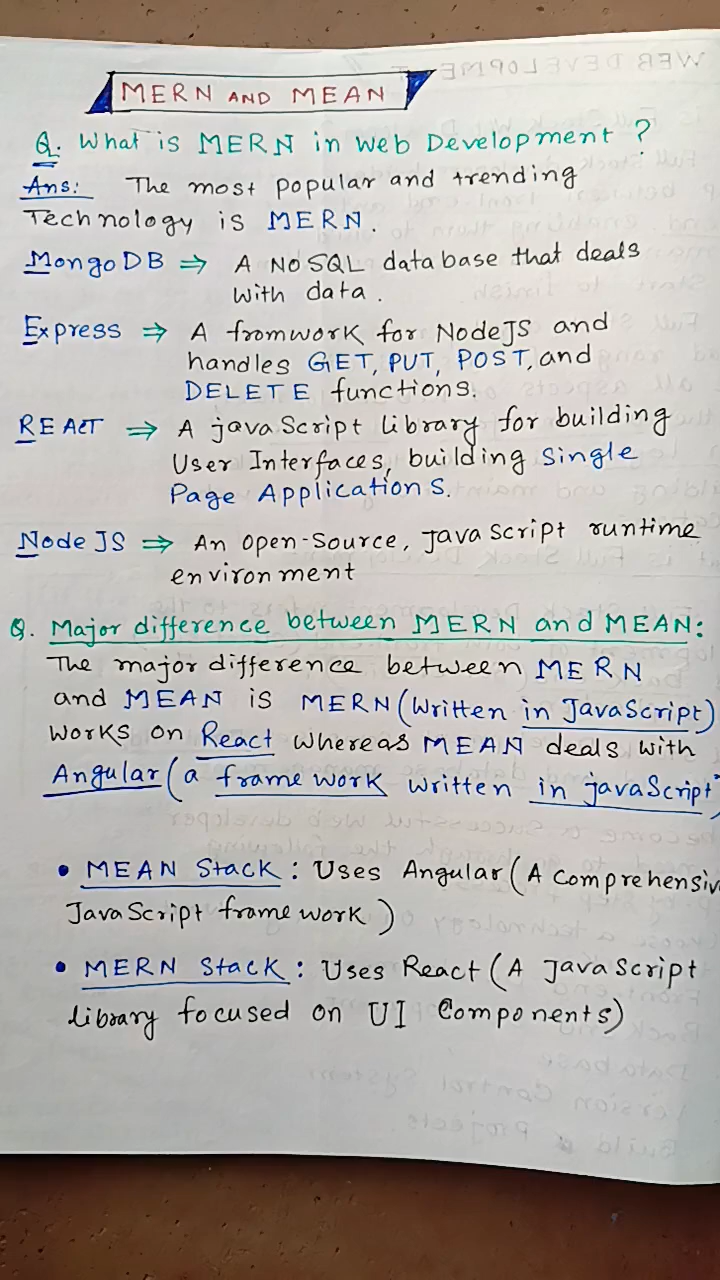 MERN AND MEAN
Q. What is MERN in Web Development ?
Ans: The most popular and trending
Technology is MERN.
MongoDB ⇒ A NOSQL database that deals
with data.
Express ⇒ A fromwork for NodeJS and
handles GET, PUT, POST, and
DELETE functions.
REACT ⇒ A javaScript library for building
User Interfaces, building Single
Page Applications.
Node JS ⇒ An open-Source, JavaScript runtime
environment
Q. Major difference between MERN and MEAN:
The major difference between MERN
and MEAN is MERN (Written in JavaScript)
Works on React whereas MEAN deals with
Angular (a frame work written in javaScript)
• MEAN Stack : Uses Angular (A Comprehensiv
JavaScript frame work)
• MERN Stack : Uses React (A JavaScript
library focused on UI Components)